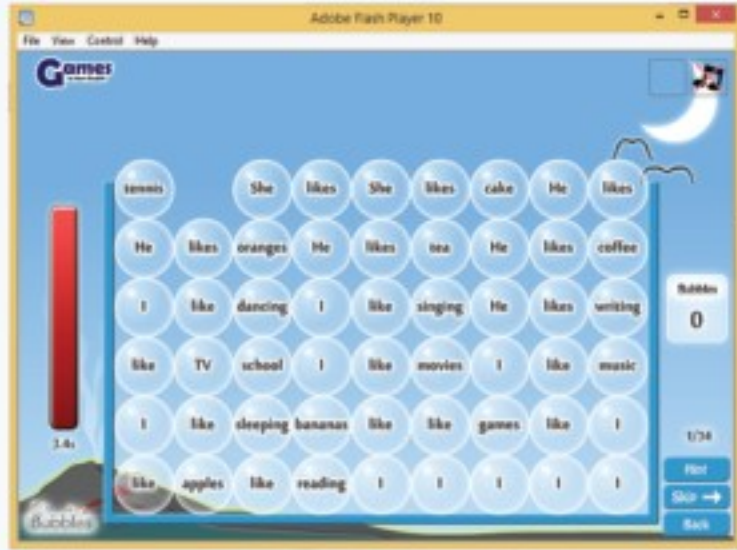 Adobe Flash Player 10
File View Control Help
Games
tennis She likes She likes cake He likes
He likes oranges He likes tea He likes coffee
I like dancing I like singing He likes writing
like TV school I like movies I like music
I like sleeping bananas like like games like I
like apples like reading I I I I I
Bubbles
0
3.4s
1/34
Hint
Skip →
Back
Bubbles